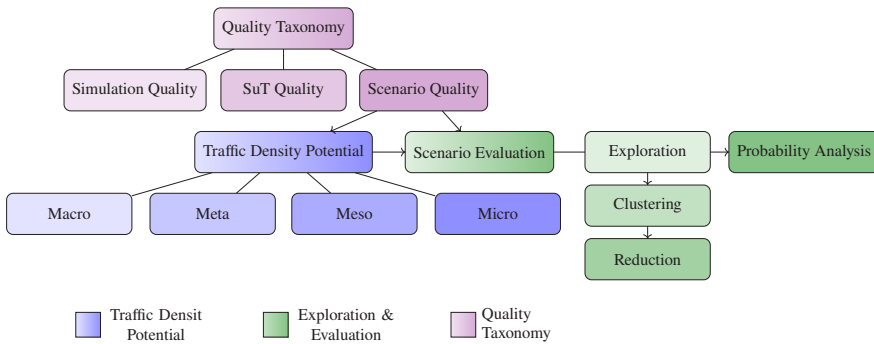 Quality Taxonomy
Simulation Quality
SuT Quality
Scenario Quality
Traffic Density Potential
Scenario Evaluation
Exploration
Probability Analysis
Macro
Meta
Meso
Micro
Clustering
Reduction
Traffic Densit
Potential
Exploration &
Evaluation
Quality
Taxonomy